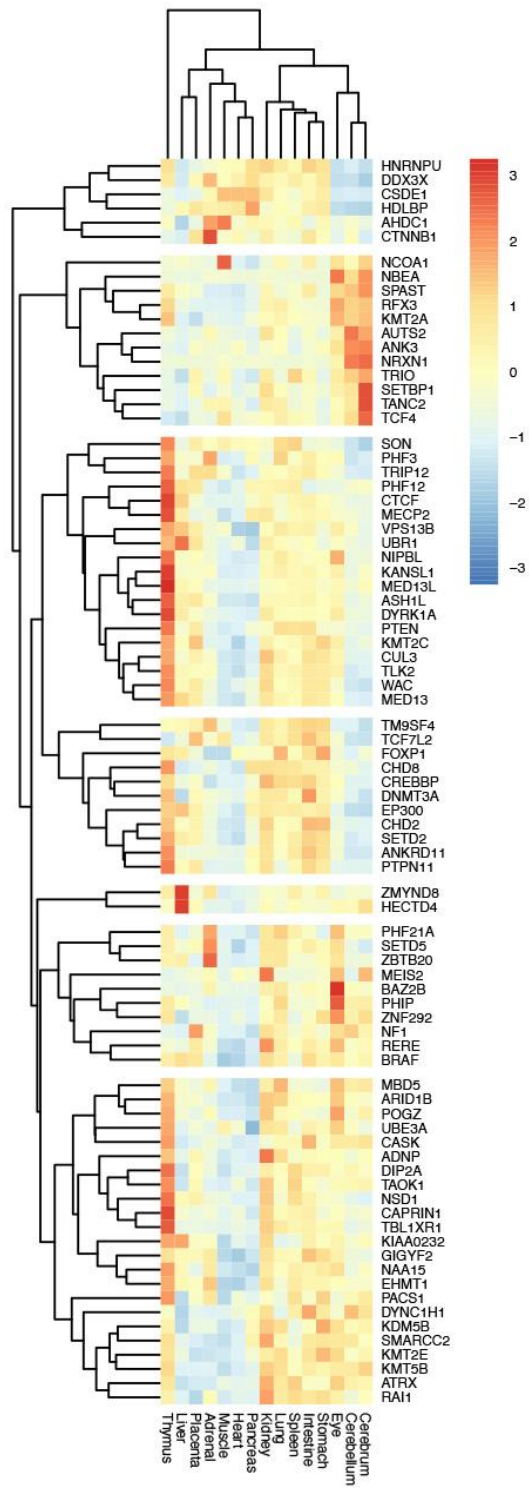 HNRNPU
DDX3X
CSDE1
HDLBP
AHDC1
CTNNB1
NCOA1
NBEA
SPAST
RFX3
KMT2A
AUTS2
ANK3
NRXN1
TRIO
SETBP1
TANC2
TCF4
SON
PHF3
TRIP12
PHF12
CTCF
MECP2
VPS13B
UBR1
NIPBL
KANSL1
MED13L
ASH1L
DYRK1A
PTEN
KMT2C
CUL3
TLK2
WAC
MED13
TM9SF4
TCF7L2
FOXP1
CHD8
CREBBP
DNMT3A
EP300
CHD2
SETD2
ANKRD11
PTPN11
ZMYND8
HECTD4
PHF21A
SETD5
ZBTB20
MEIS2
BAZ2B
PHIP
ZNF292
NF1
RERE
BRAF
MBD5
ARID1B
POGZ
UBE3A
CASK
ADNP
DIP2A
TAOK1
NSD1
CAPRIN1
TBL1XR1
KIAA0232
GIGYF2
NAA15
EHMT1
PACS1
DYNC1H1
KDM5B
SMARCC2
KMT2E
KMT5B
ATRX
RAI1
Thymus
Liver
Placenta
Adrenal
Muscle
Heart
Pancreas
Kidney
Lung
Spleen
Intestine
Stomach
Eye
Cerebellum
Cerebrum
3
2
1
0
−1
−2
−3